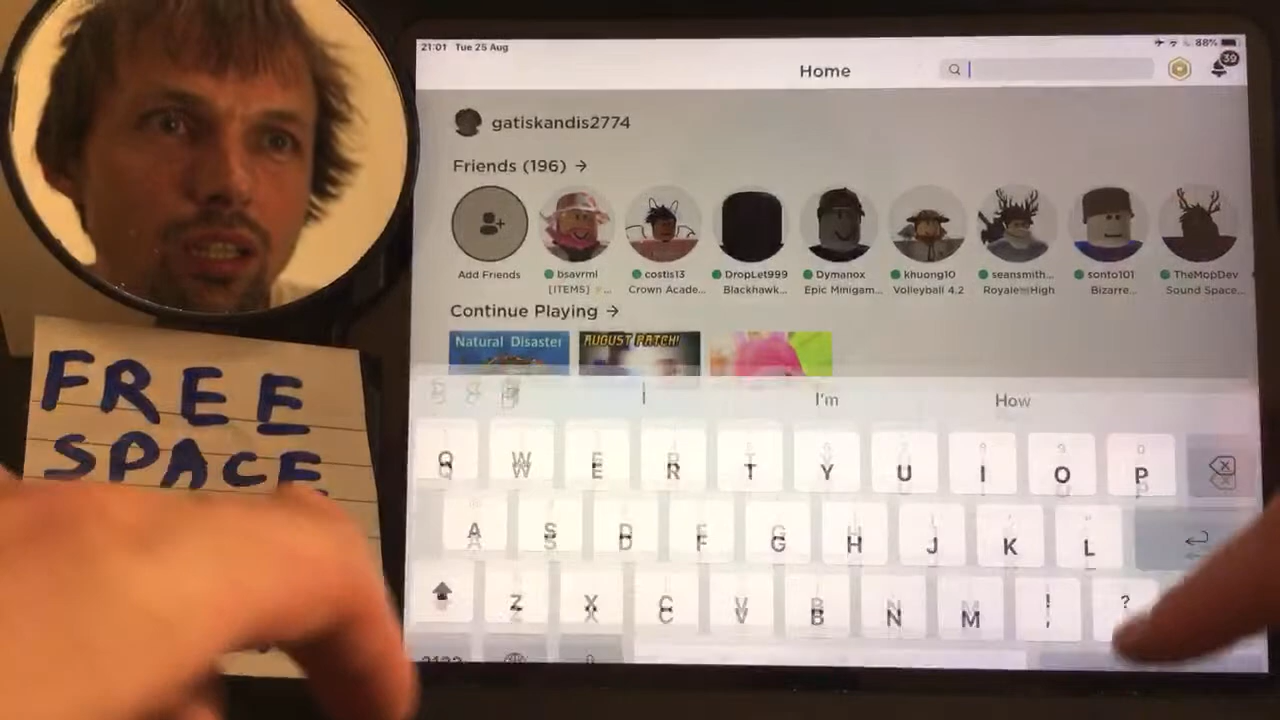 21:01 Tue 25 Aug
88%
Home
39
gatiskandis2774
Friends (196) →
Add Friends
bsavrml
costis13
DropLet999
Dymanox
khuong10
seansmith...
sonto101
TheMopDev
[ITEMS]
Crown Acade...
Blackhawk...
Epic Minigam...
Volleyball 4.2
Royale High
Bizarre...
Sound Space...
Continue Playing →
Natural Disaster
AUGUST PATCH!
I
I'm
How
Q W E R T Y U I O P
A S D F G H J K L
Z X C V B N M ! ?
FREE
SPACE